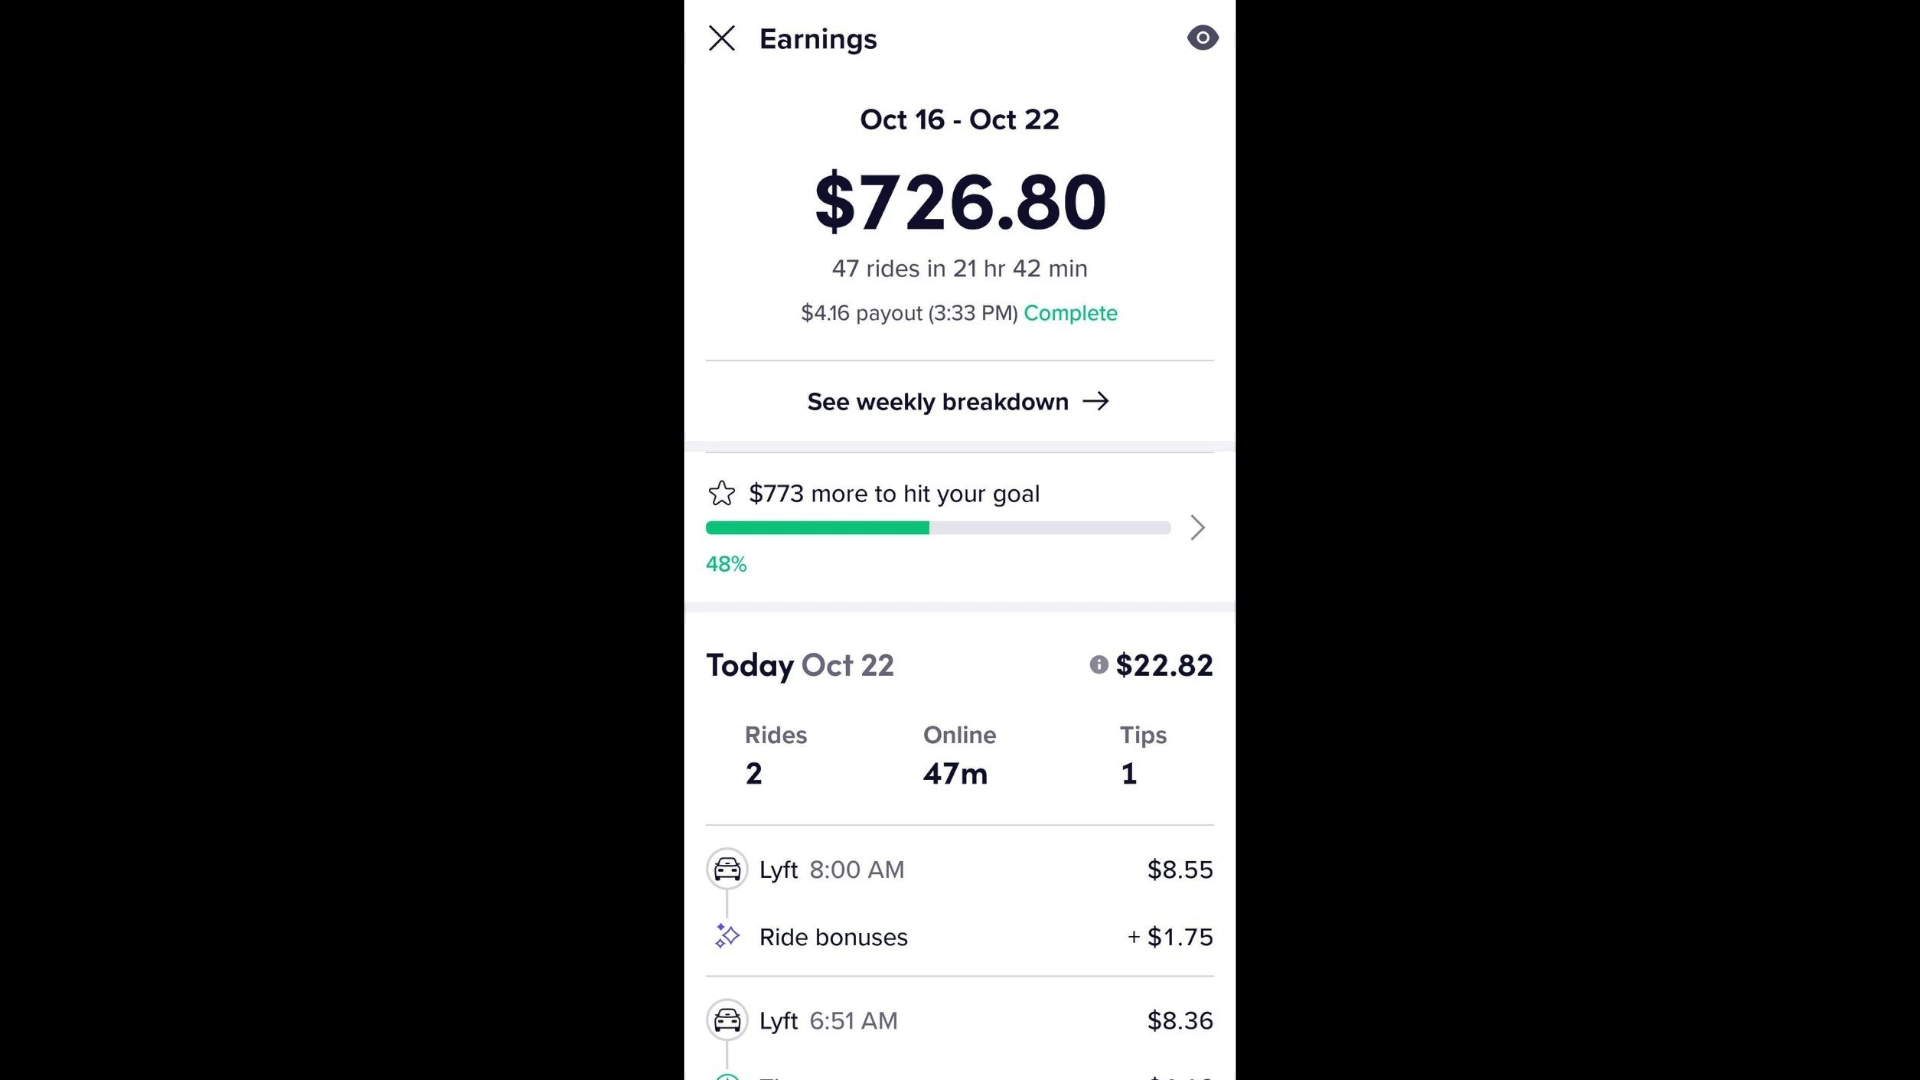 Earnings
Oct 16 - Oct 22
$726.80
47 rides in 21 hr 42 min
$4.16 payout (3:33 PM) Complete
See weekly breakdown →
$773 more to hit your goal
48%
Today Oct 22 $22.82
Rides Online Tips
2 47m 1
Lyft 8:00 AM $8.55
Ride bonuses + $1.75
Lyft 6:51 AM $8.36